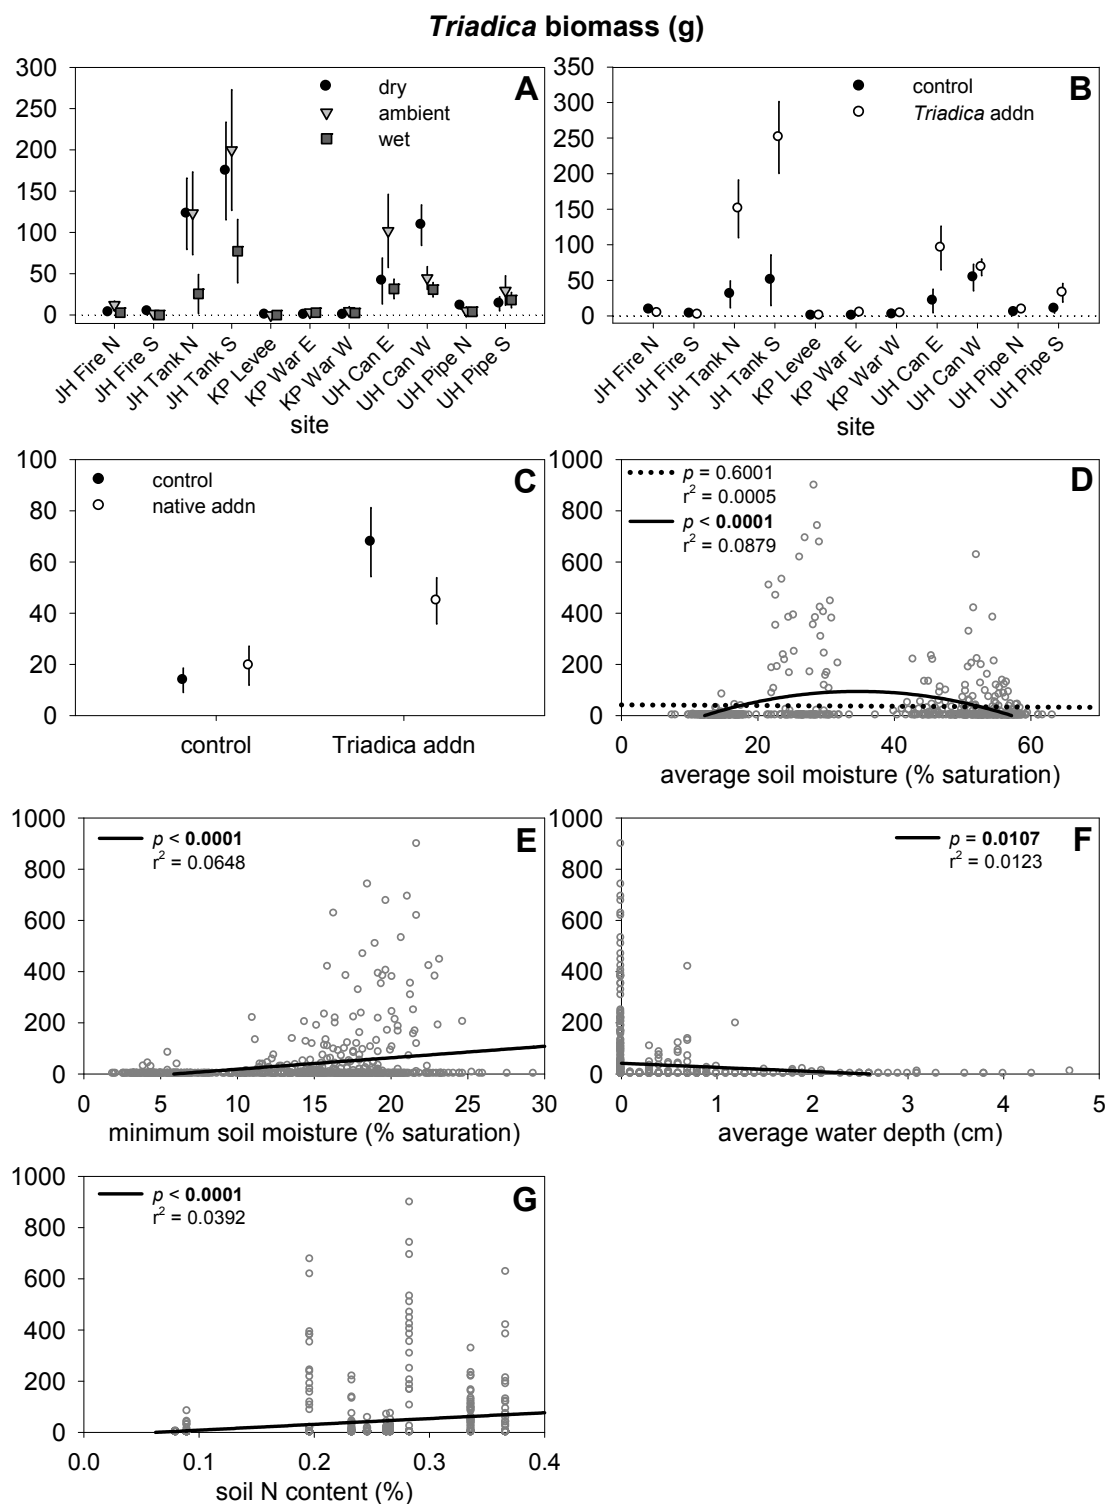 Triadica biomass (g)
300
250
200
150
100
50
0
dry
ambient
wet
A
JH Fire N
JH Fire S
JH Tank N
JH Tank S
KP Levee
KP War E
KP War W
UH Can E
UH Can W
UH Pipe N
UH Pipe S
site
350
300
250
200
150
100
50
0
control
Triadica addn
B
JH Fire N
JH Fire S
JH Tank N
JH Tank S
KP Levee
KP War E
KP War W
UH Can E
UH Can W
UH Pipe N
UH Pipe S
site
100
80
60
40
20
0
control
native addn
C
control
Triadica addn
1000
800
600
400
200
0
p = 0.6001
r² = 0.0005
p < 0.0001
r² = 0.0879
D
0 20 40 60
average soil moisture (% saturation)
1000
800
600
400
200
0
p < 0.0001
r² = 0.0648
E
0 5 10 15 20 25 30
minimum soil moisture (% saturation)
1000
800
600
400
200
0
p = 0.0107
r² = 0.0123
F
0 1 2 3 4 5
average water depth (cm)
1000
800
600
400
200
0
p < 0.0001
r² = 0.0392
G
0.0 0.1 0.2 0.3 0.4
soil N content (%)